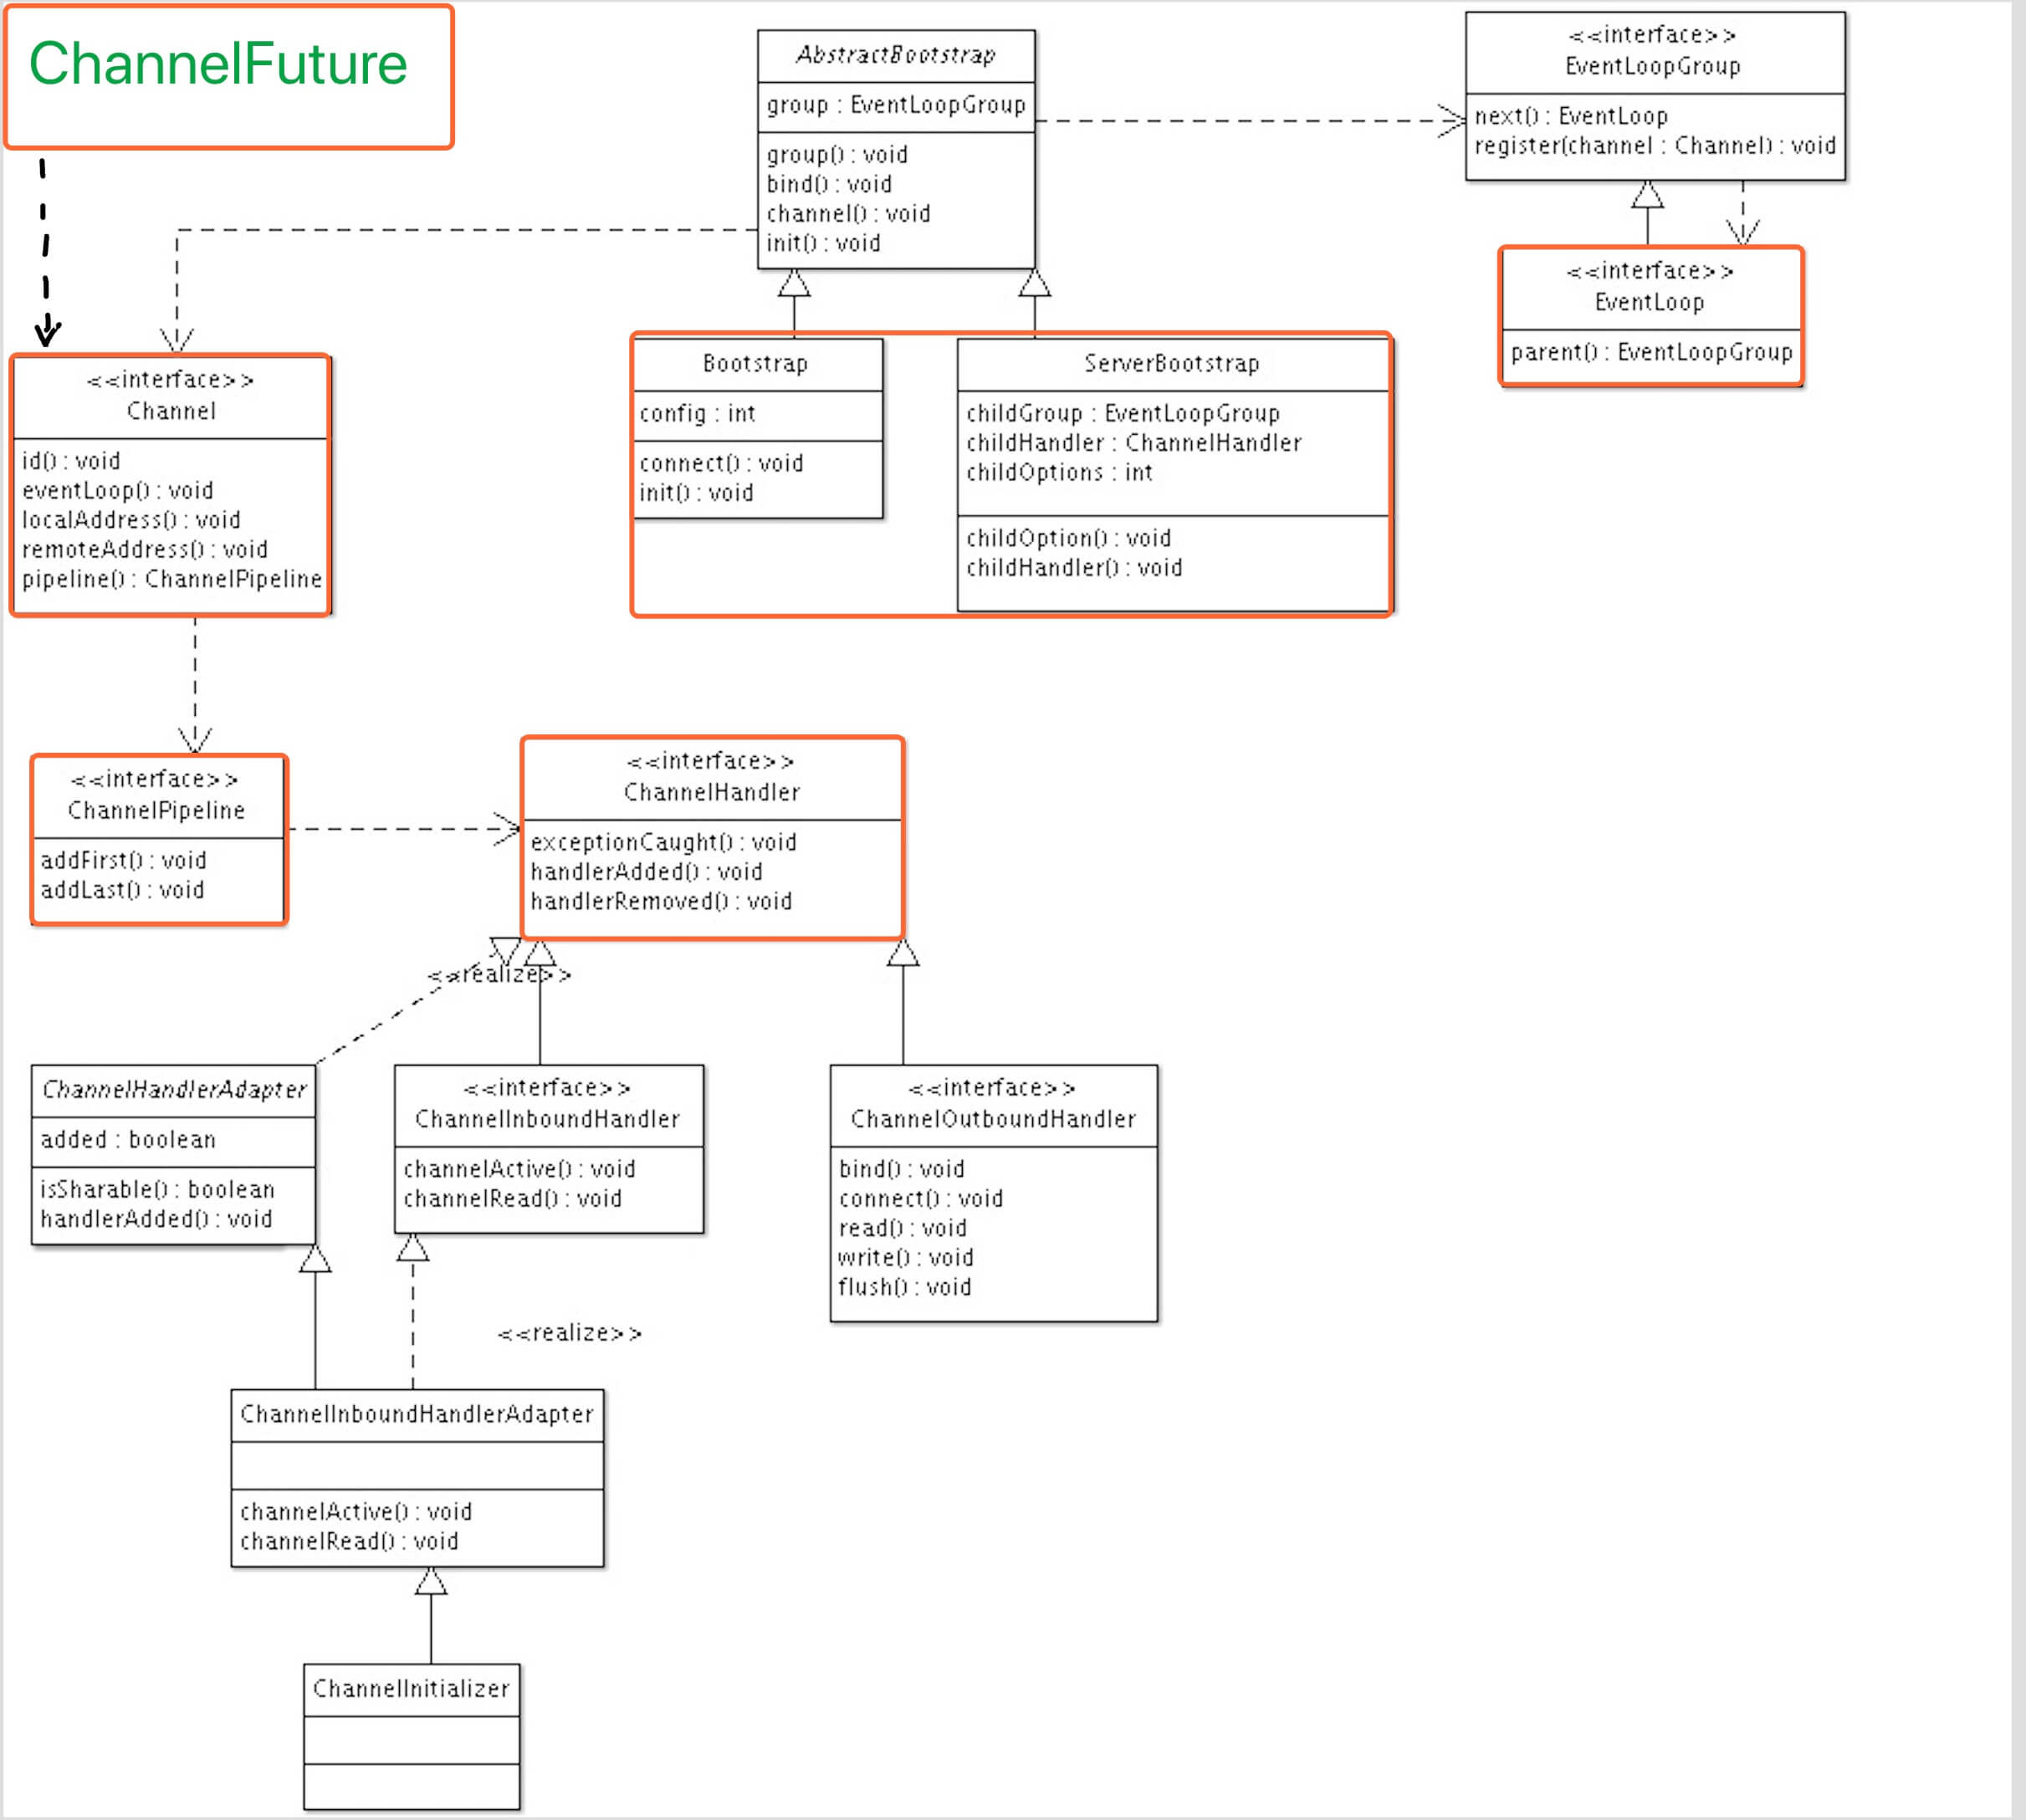 ChannelFuture
AbstractBootstrap
group : EventLoopGroup
group() : void
bind() : void
channel() : void
init() : void
<<interface>>
EventLoopGroup
next() : EventLoop
register(channel : Channel) : void
<<interface>>
EventLoop
parent() : EventLoopGroup
<<interface>>
Channel
id() : void
eventLoop() : void
localAddress() : void
remoteAddress() : void
pipeline() : ChannelPipeline
Bootstrap
config : int
connect() : void
init() : void
ServerBootstrap
childGroup : EventLoopGroup
childHandler : ChannelHandler
childOptions : int
childOption() : void
childHandler() : void
<<interface>>
ChannelPipeline
addFirst() : void
addLast() : void
<<interface>>
ChannelHandler
exceptionCaught() : void
handlerAdded() : void
handlerRemoved() : void
<<realize>>
ChannelHandlerAdapter
added : boolean
isSharable() : boolean
handlerAdded() : void
<<interface>>
ChannelInboundHandler
channelActive() : void
channelRead() : void
<<interface>>
ChannelOutboundHandler
bind() : void
connect() : void
read() : void
write() : void
flush() : void
<<realize>>
ChannelInboundHandlerAdapter
channelActive() : void
channelRead() : void
ChannelInitializer